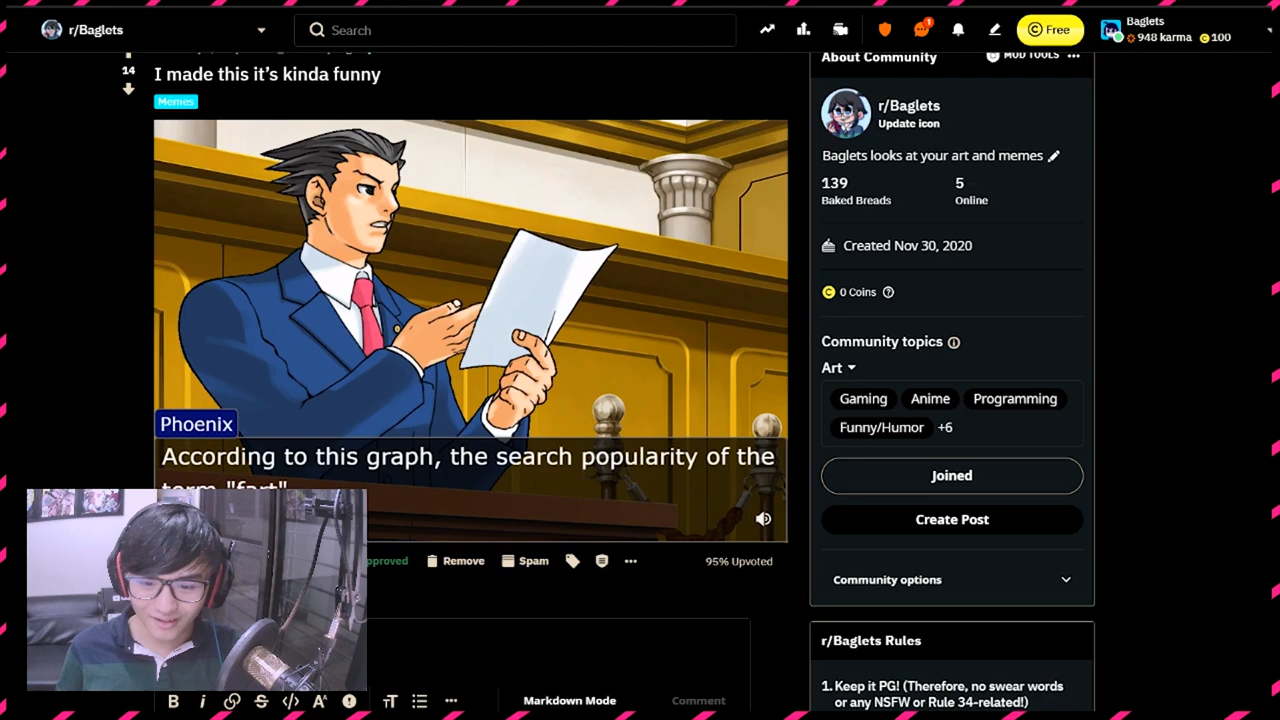 r/Baglets
Search
1
Free
Baglets
948 karma
100
14
I made this it's kinda funny
Memes
Phoenix
According to this graph, the search popularity of the
term "fart"
pproved
Remove
Spam
95% Upvoted
Markdown Mode
Comment
About Community
MOD TOOLS
r/Baglets
Update icon
Baglets looks at your art and memes
139
5
Baked Breads
Online
Created Nov 30, 2020
0 Coins
Community topics
Art
Gaming
Anime
Programming
Funny/Humor
+6
Joined
Create Post
Community options
r/Baglets Rules
1. Keep it PG! (Therefore, no swear words
or any NSFW or Rule 34-related!)